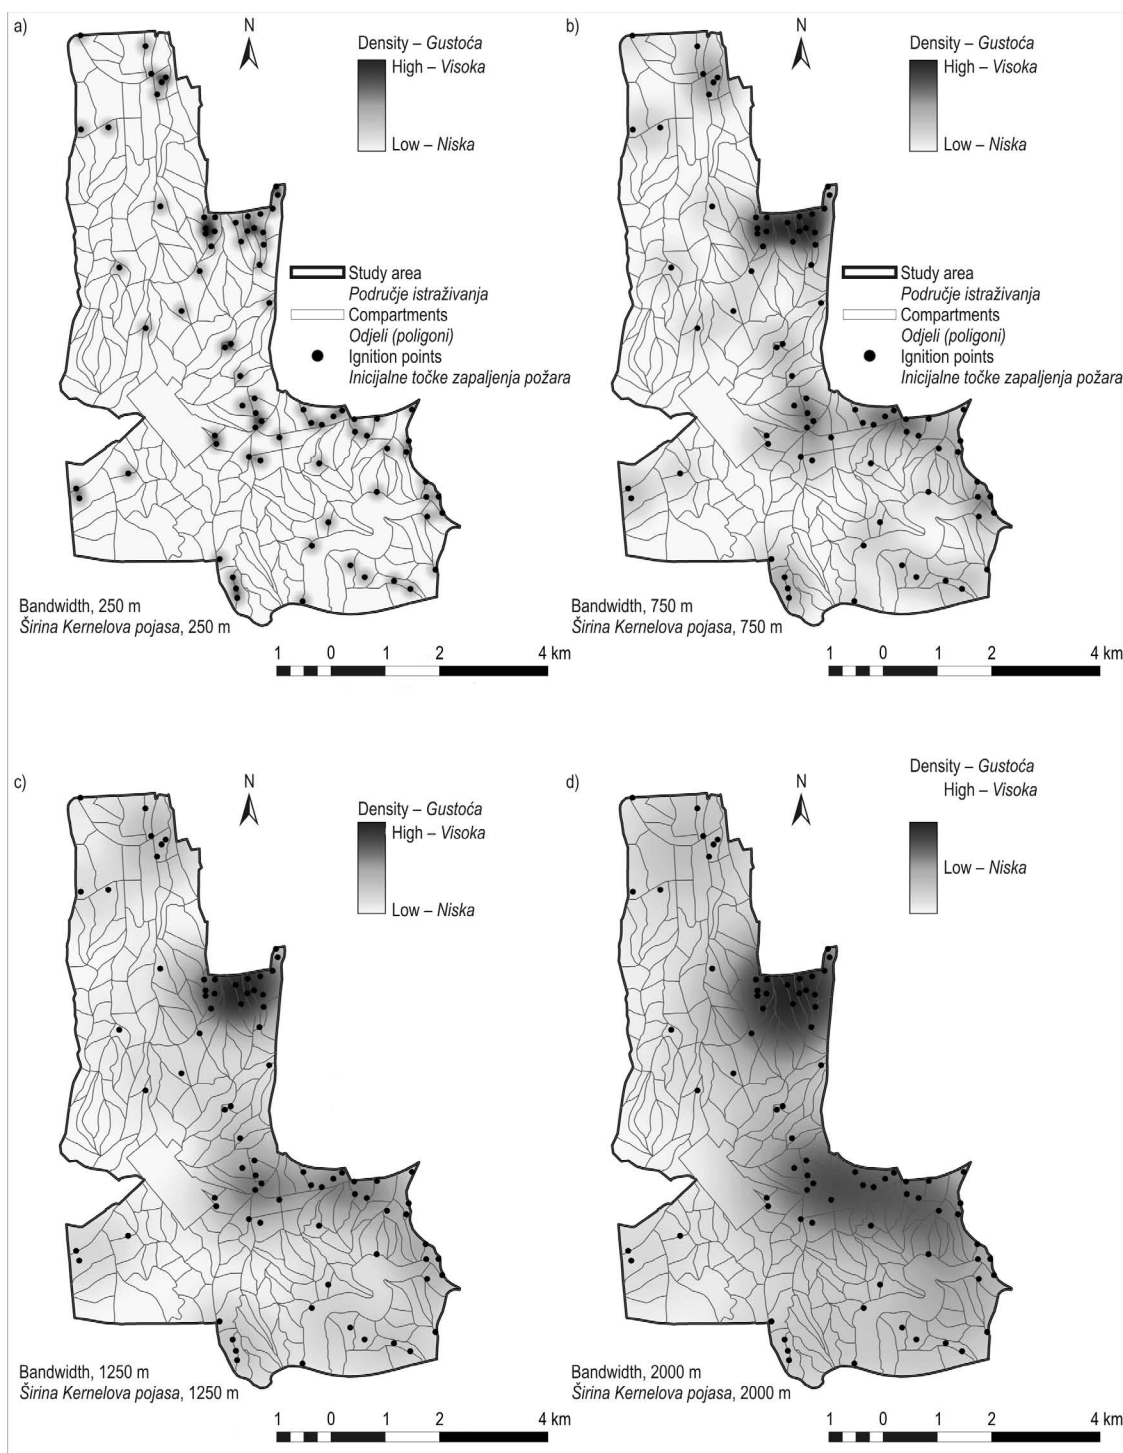 a)
N
Density – Gustoća
High – Visoka
Low – Niska
Study area
Područje istraživanja
Compartments
Odjeli (poligoni)
Ignition points
Inicijalne točke zapaljenja požara
Bandwidth, 250 m
Širina Kernelova pojasa, 250 m
1 0 1 2 4 km
b)
N
Density – Gustoća
High – Visoka
Low – Niska
Study area
Područje istraživanja
Compartments
Odjeli (poligoni)
Ignition points
Inicijalne točke zapaljenja požara
Bandwidth, 750 m
Širina Kernelova pojasa, 750 m
1 0 1 2 4 km
c)
N
Density – Gustoća
High – Visoka
Low – Niska
Bandwidth, 1250 m
Širina Kernelova pojasa, 1250 m
1 0 1 2 4 km
d)
N
Density – Gustoća
High – Visoka
Low – Niska
Bandwidth, 2000 m
Širina Kernelova pojasa, 2000 m
1 0 1 2 4 km